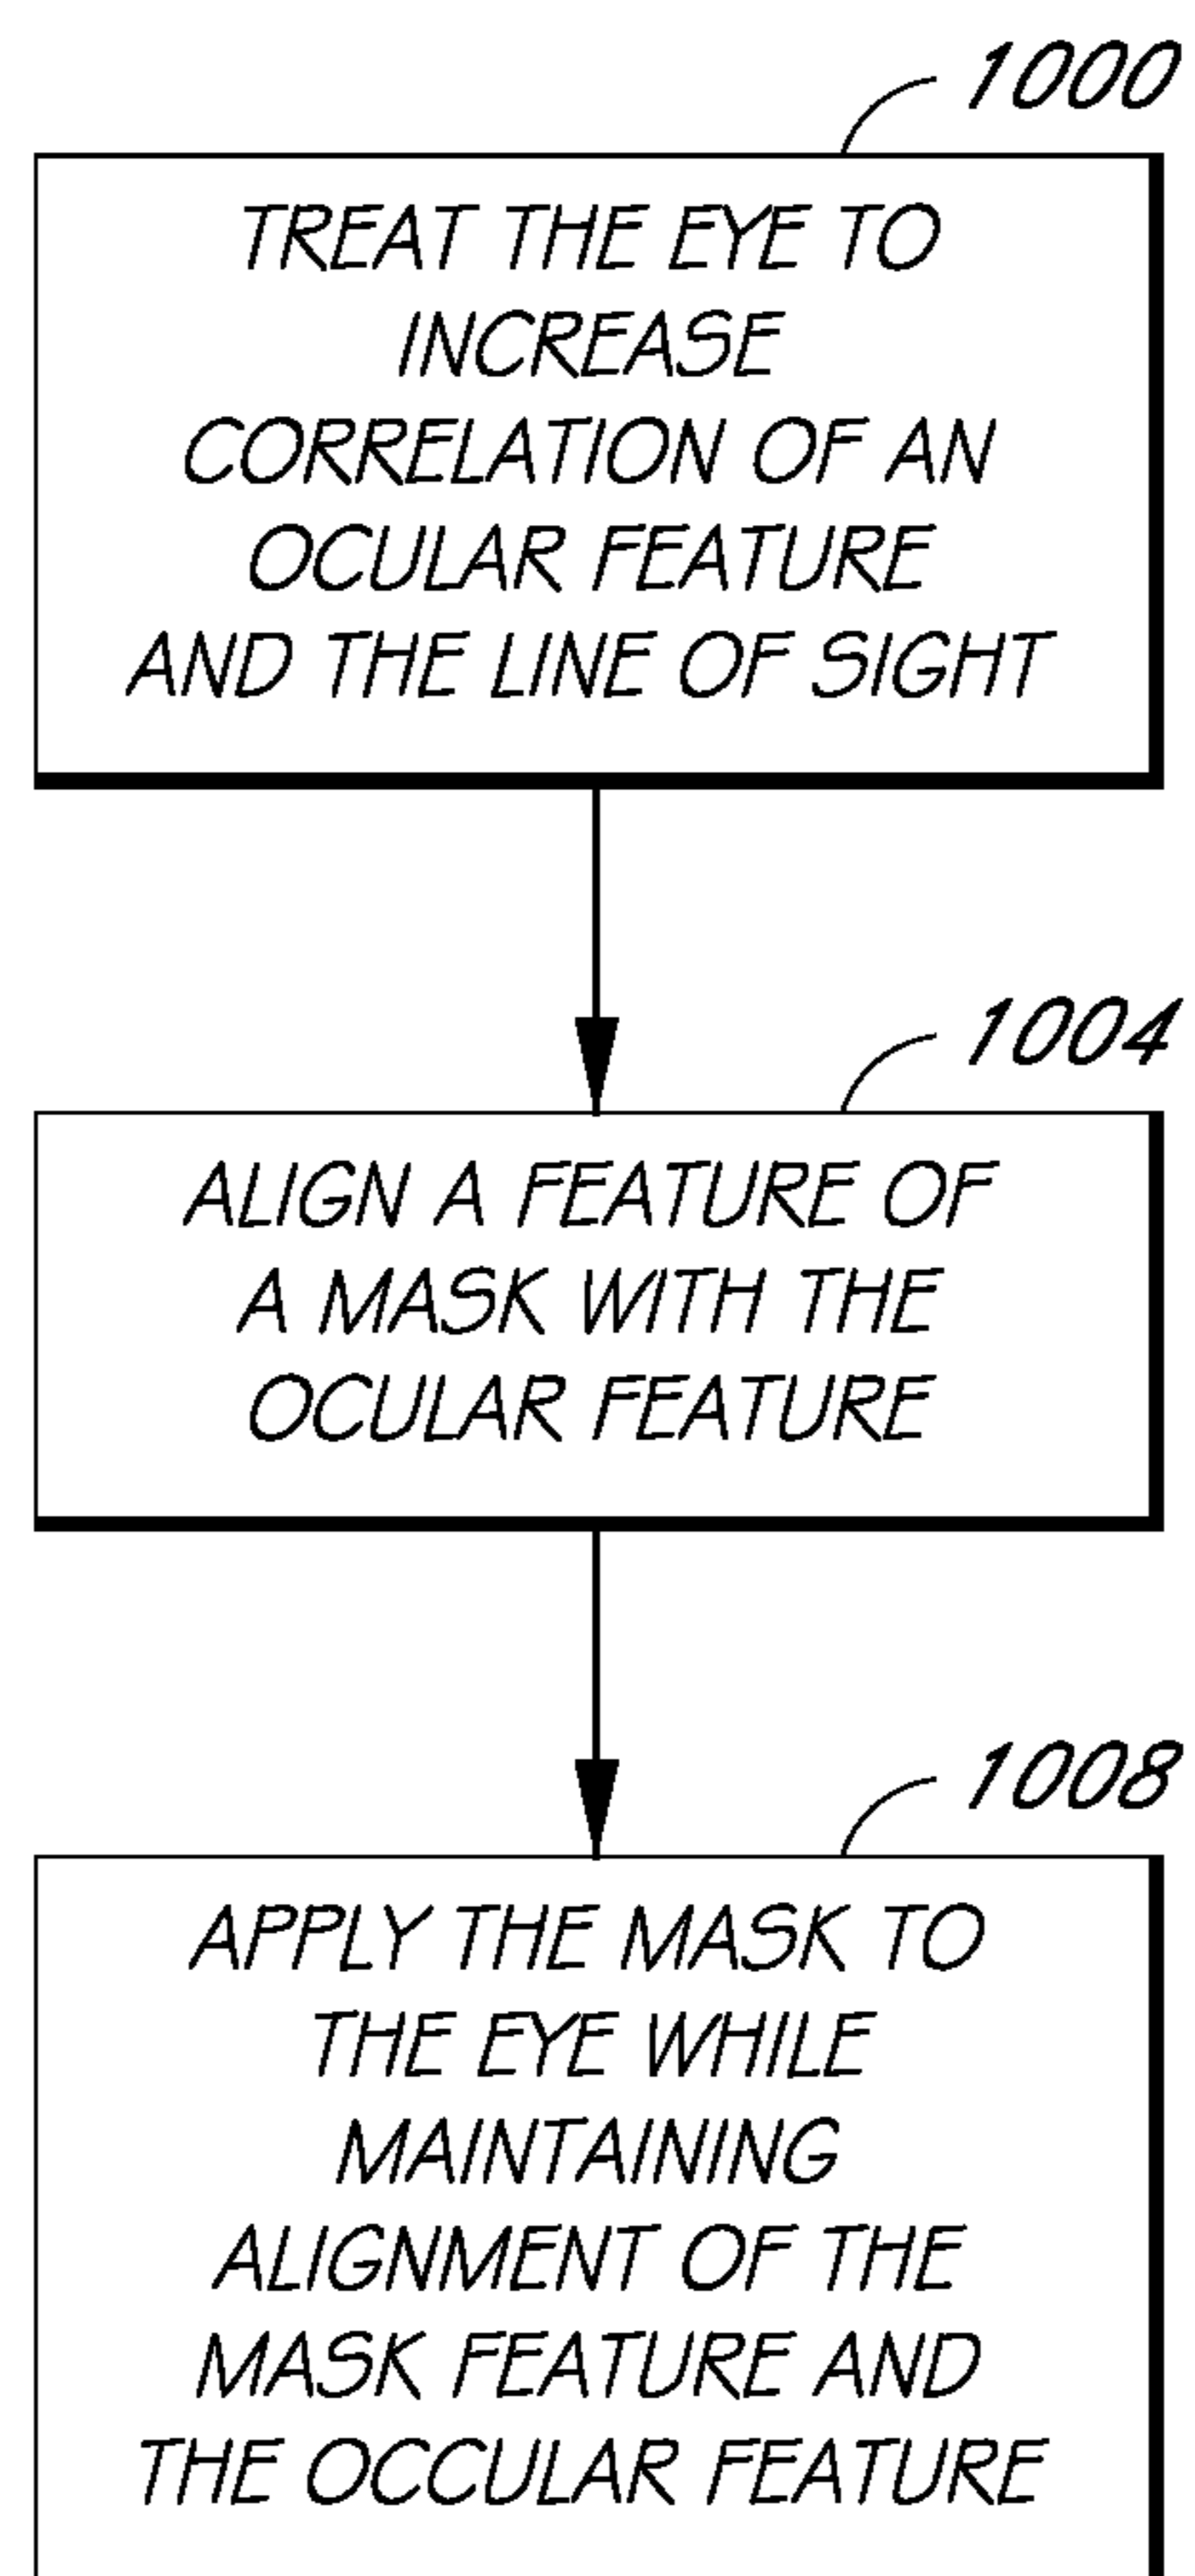 1000
TREAT THE EYE TO
INCREASE
CORRELATION OF AN
OCULAR FEATURE
AND THE LINE OF SIGHT
1004
ALIGN A FEATURE OF
A MASK WITH THE
OCULAR FEATURE
1008
APPLY THE MASK TO
THE EYE WHILE
MAINTAINING
ALIGNMENT OF THE
MASK FEATURE AND
THE OCCULAR FEATURE